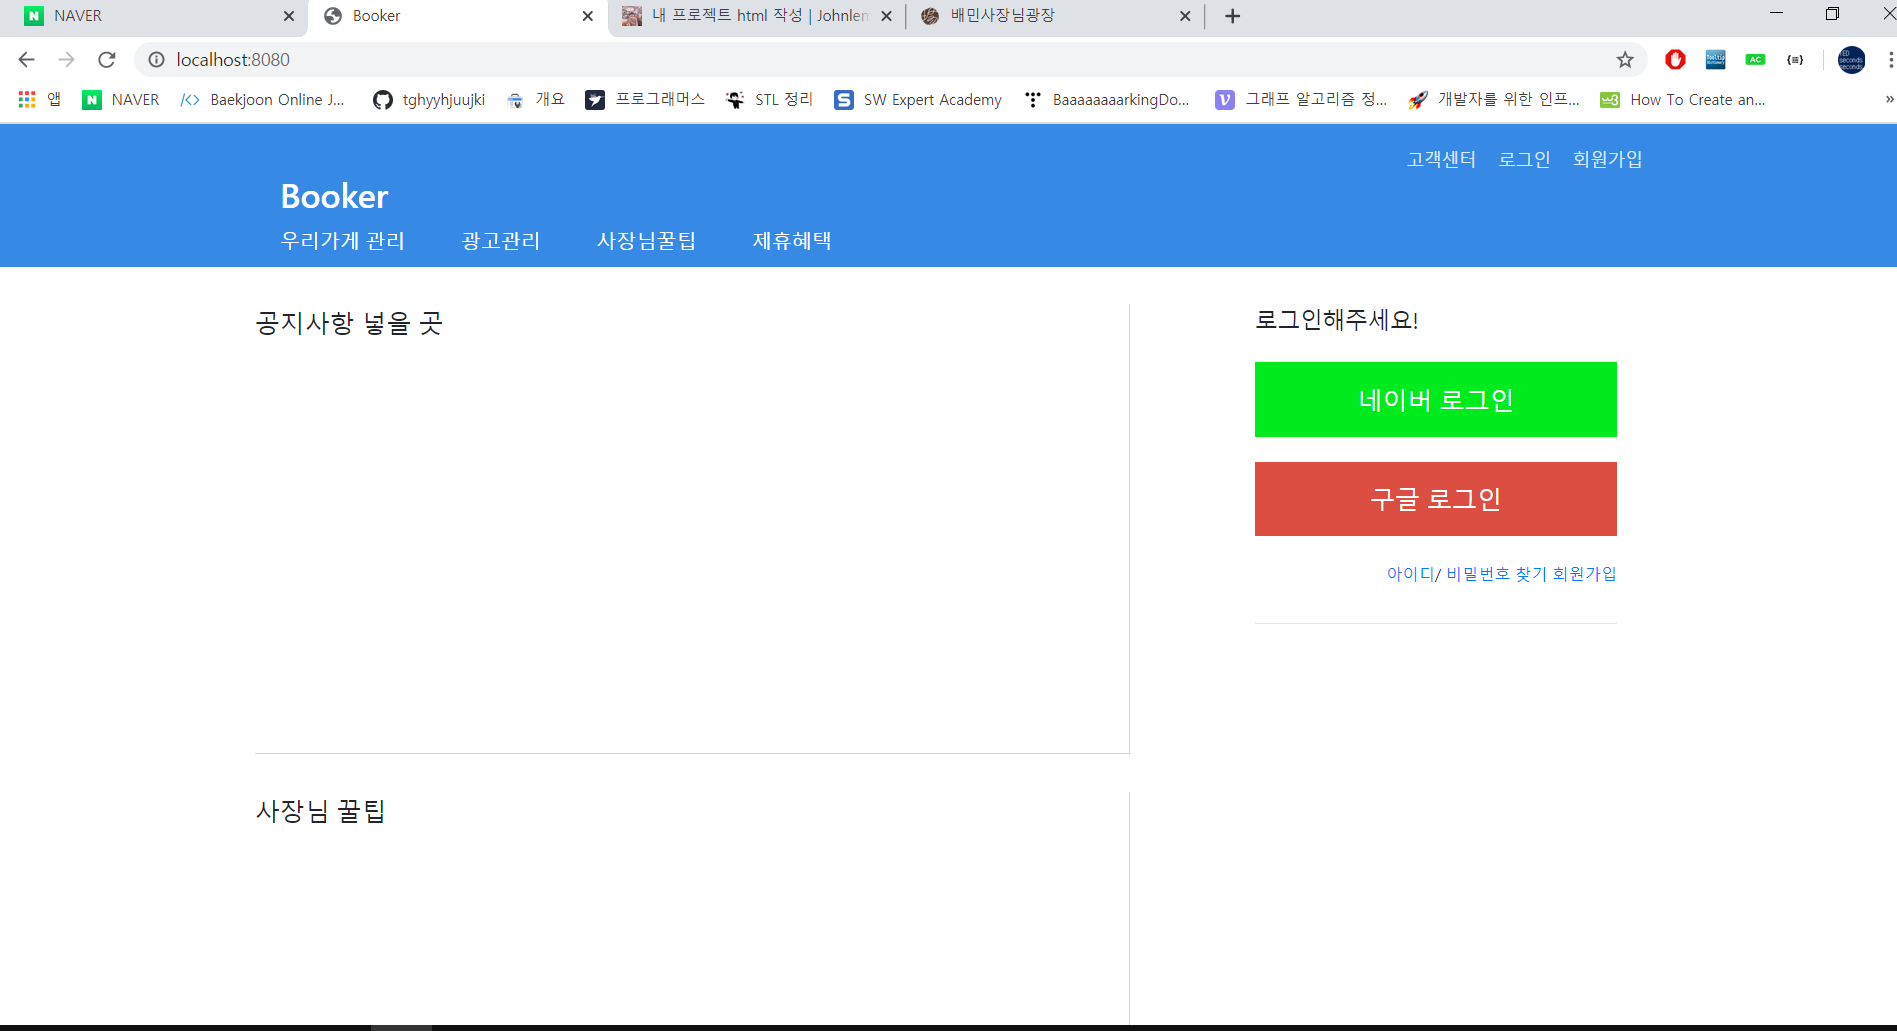 NAVER
Booker
내 프로젝트 html 작성 | Johnlem
배민사장님광장
localhost:8080
앱
NAVER
Baekjoon Online J...
tghyyhjuujki
개요
프로그래머스
STL 정리
SW Expert Academy
BaaaaaaaarkingDo...
그래프 알고리즘 정...
개발자를 위한 인프...
How To Create an...
고객센터 로그인 회원가입
Booker
우리가게 관리 광고관리 사장님꿀팁 제휴혜택
공지사항 넣을 곳
로그인해주세요!
네이버 로그인
구글 로그인
아이디/ 비밀번호 찾기 회원가입
사장님 꿀팁